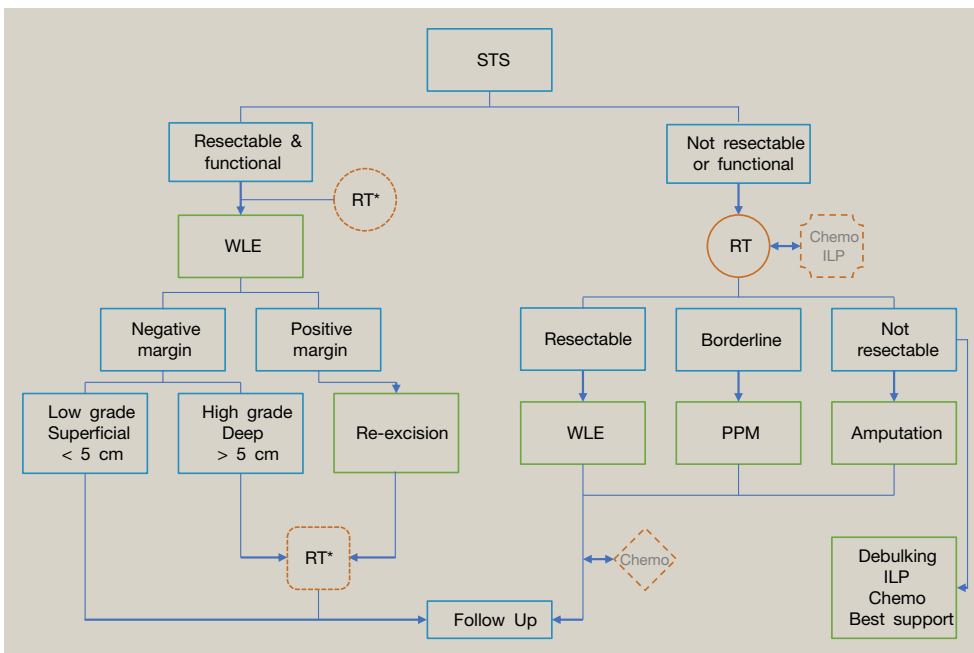 STS
Resectable &
functional
Not resectable
or functional
RT*
WLE
RT
Chemo
ILP
Negative
margin
Positive
margin
Resectable
Borderline
Not
resectable
Low grade
Superficial
< 5 cm
High grade
Deep
> 5 cm
Re-excision
WLE
PPM
Amputation
RT*
Chemo
Debulking
ILP
Chemo
Best support
Follow Up